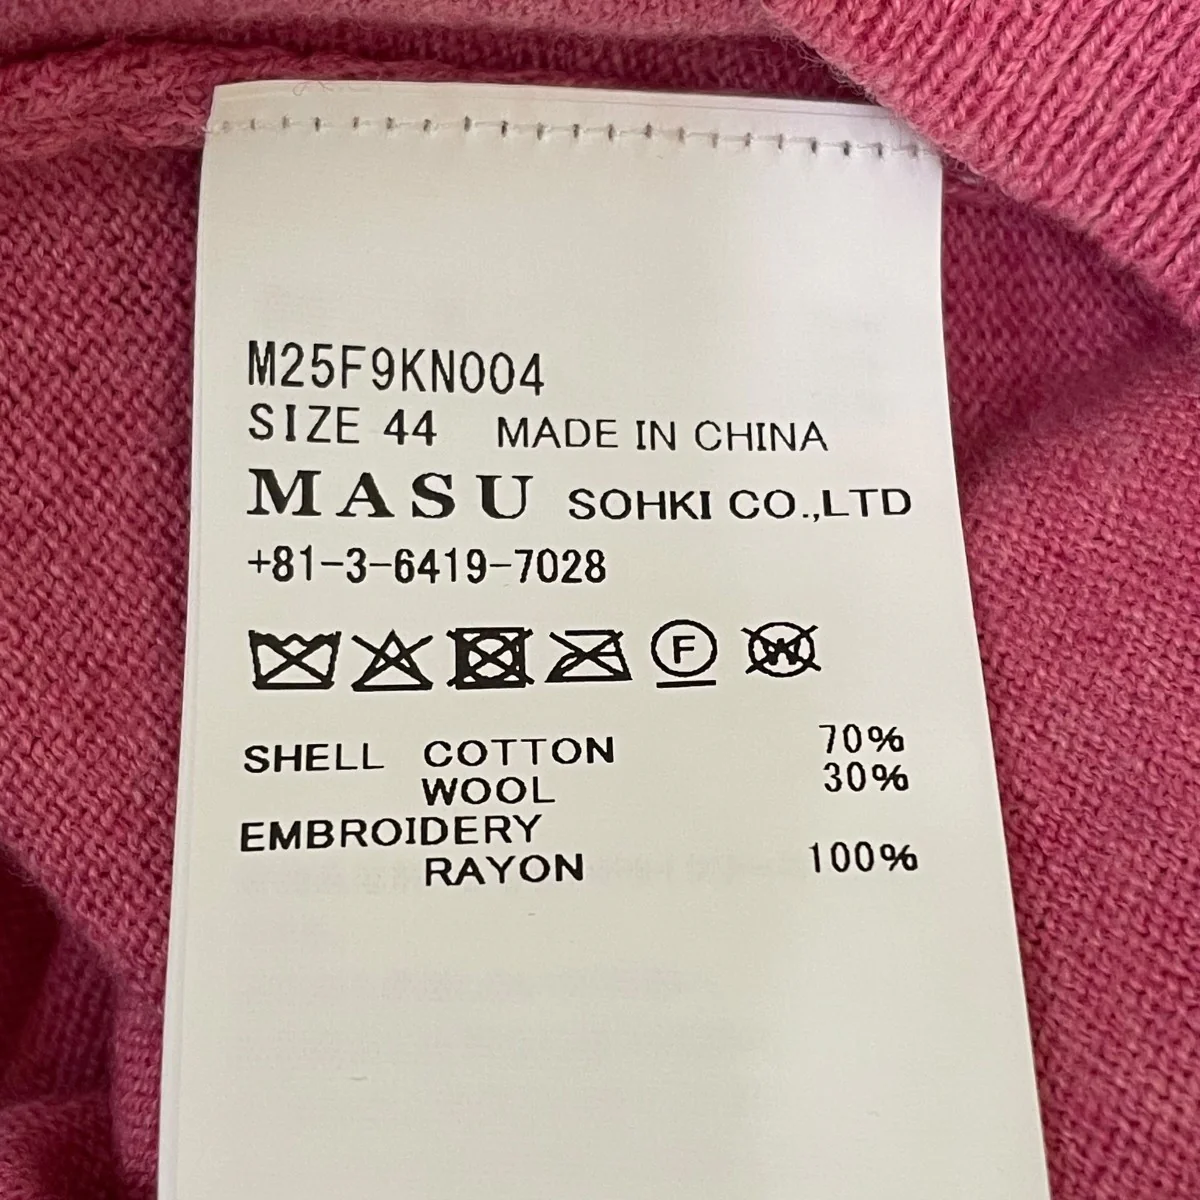 M25F9KN004
SIZE 44 MADE IN CHINA
MASU SOHKI CO.,LTD
+81-3-6419-7028
F W
SHELL COTTON 70%
WOOL 30%
EMBROIDERY
RAYON 100%